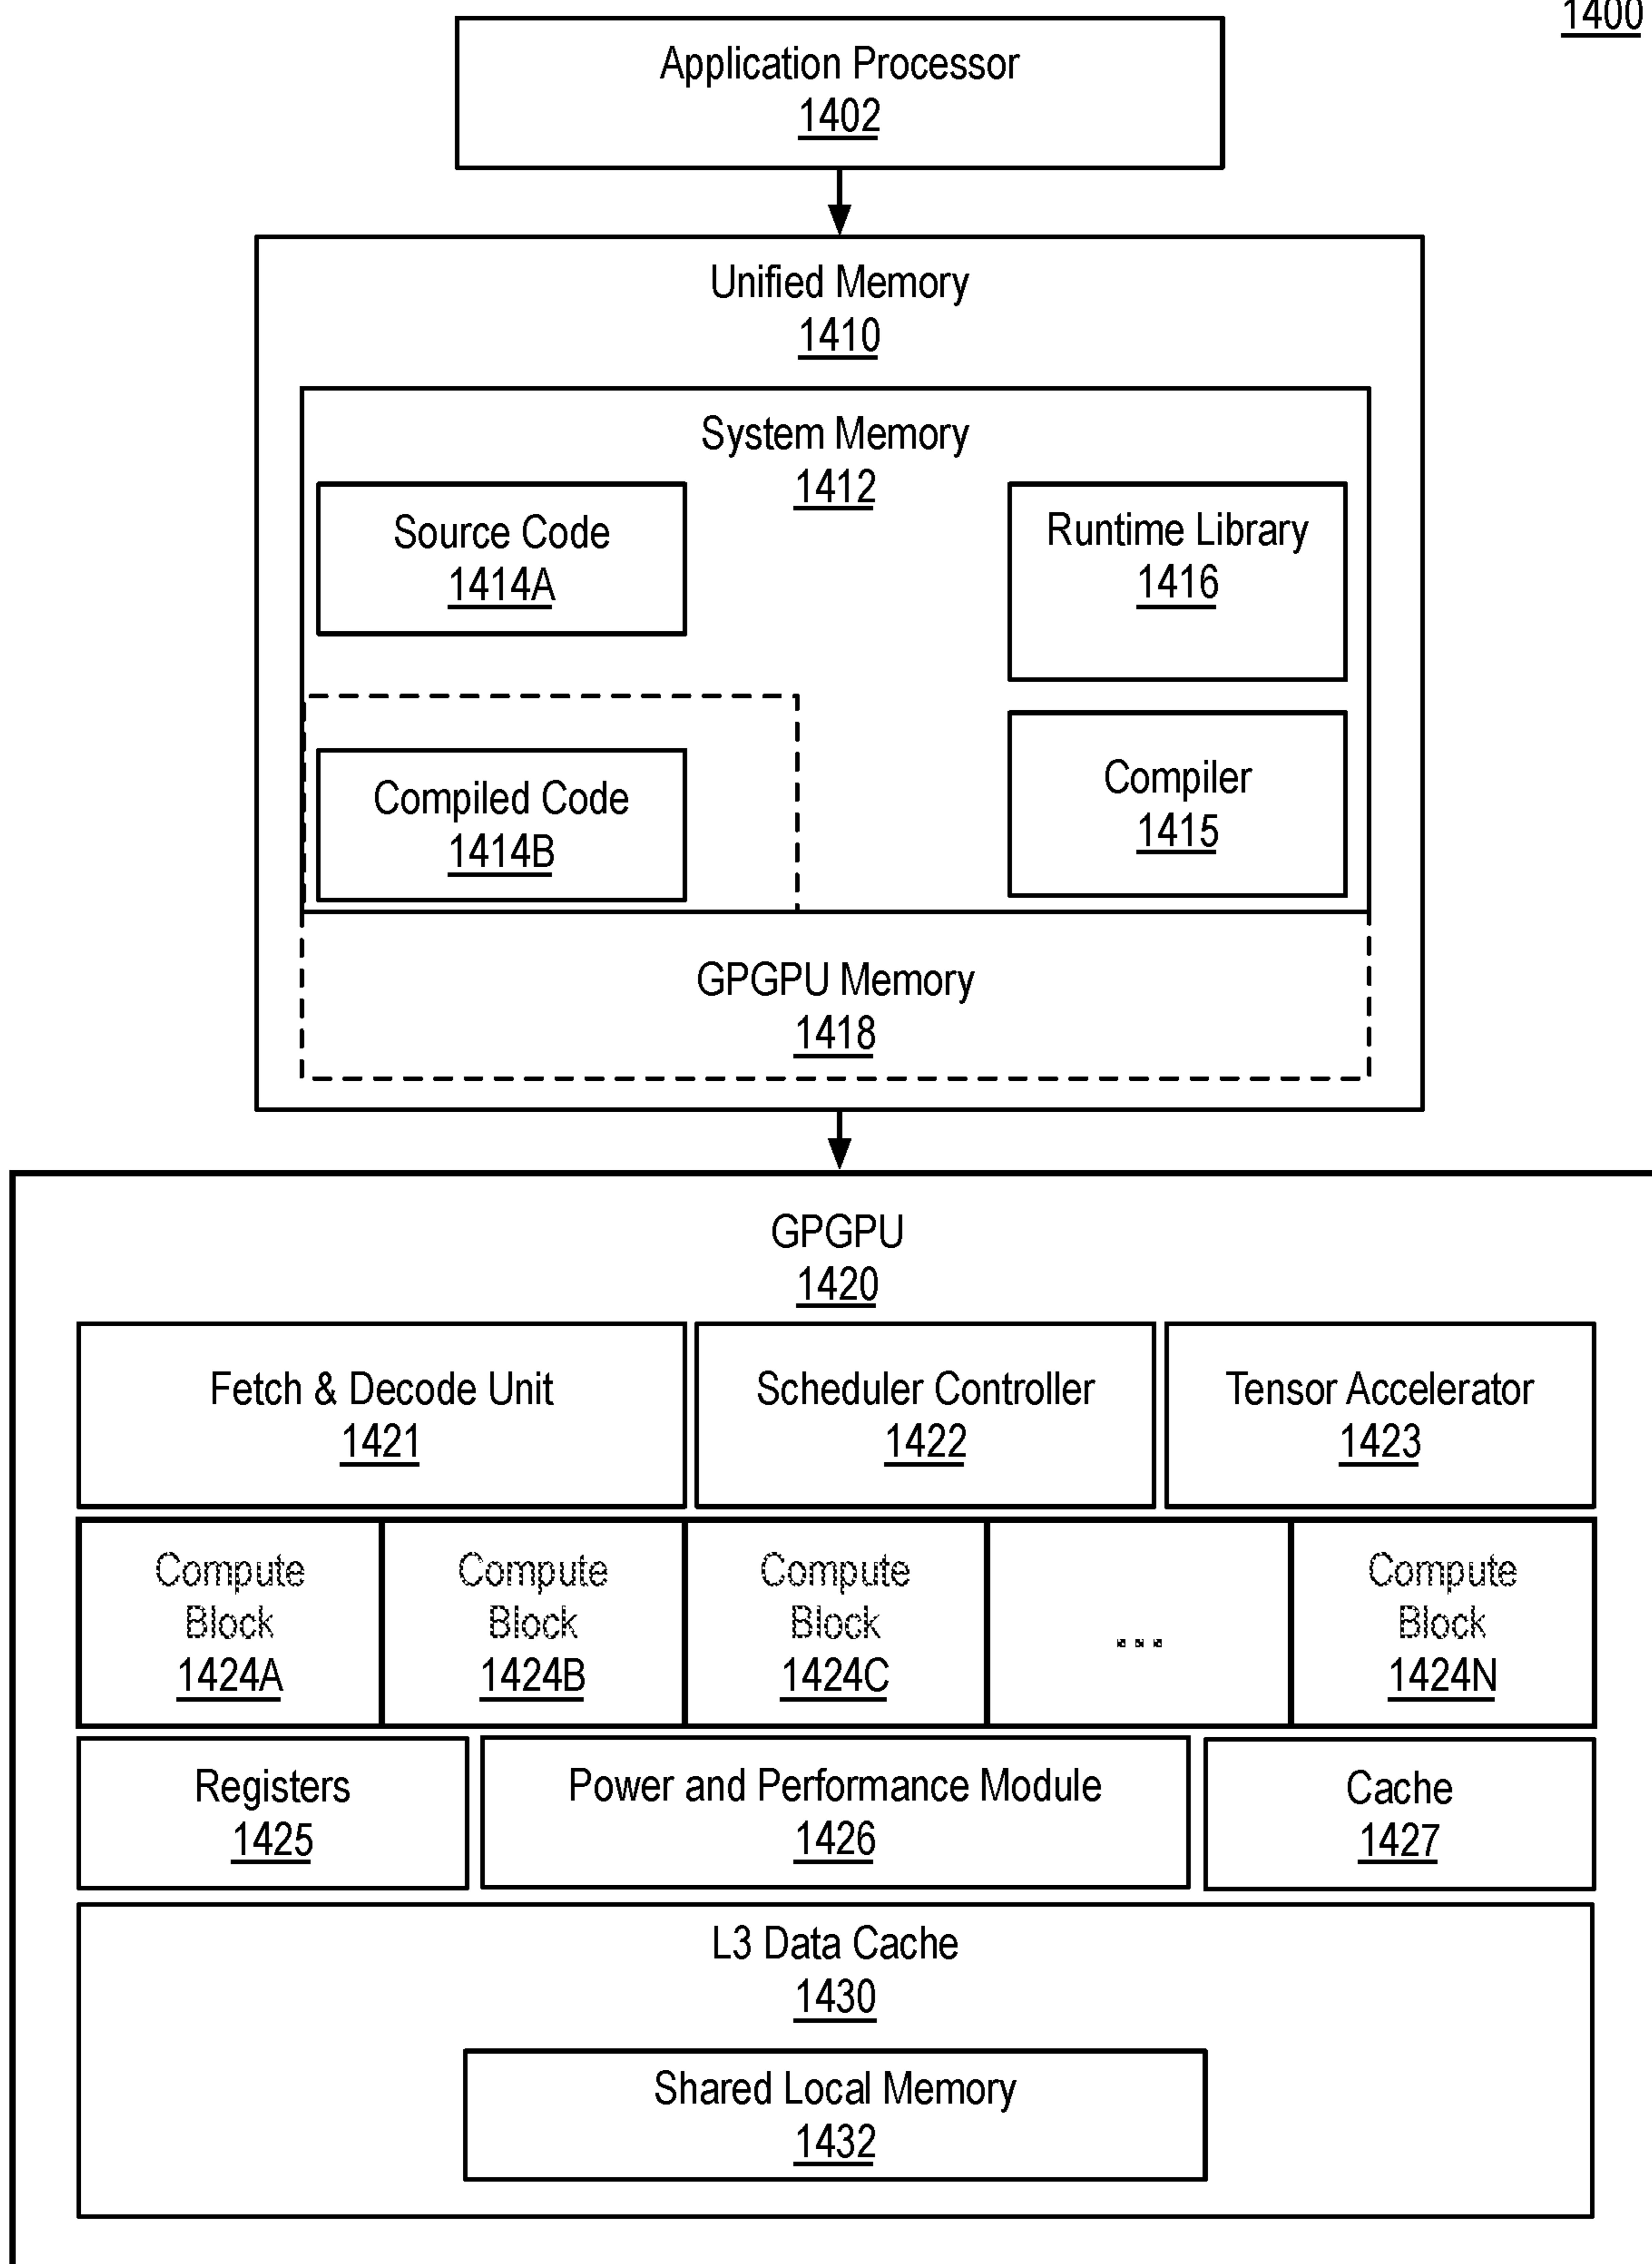 1400
Application Processor
1402
Unified Memory
1410
System Memory
1412
Source Code
1414A
Runtime Library
1416
Compiled Code
1414B
Compiler
1415
GPGPU Memory
1418
GPGPU
1420
Fetch & Decode Unit
1421
Scheduler Controller
1422
Tensor Accelerator
1423
Compute
Block
1424A
Compute
Block
1424B
Compute
Block
1424C
...
Compute
Block
1424N
Registers
1425
Power and Performance Module
1426
Cache
1427
L3 Data Cache
1430
Shared Local Memory
1432